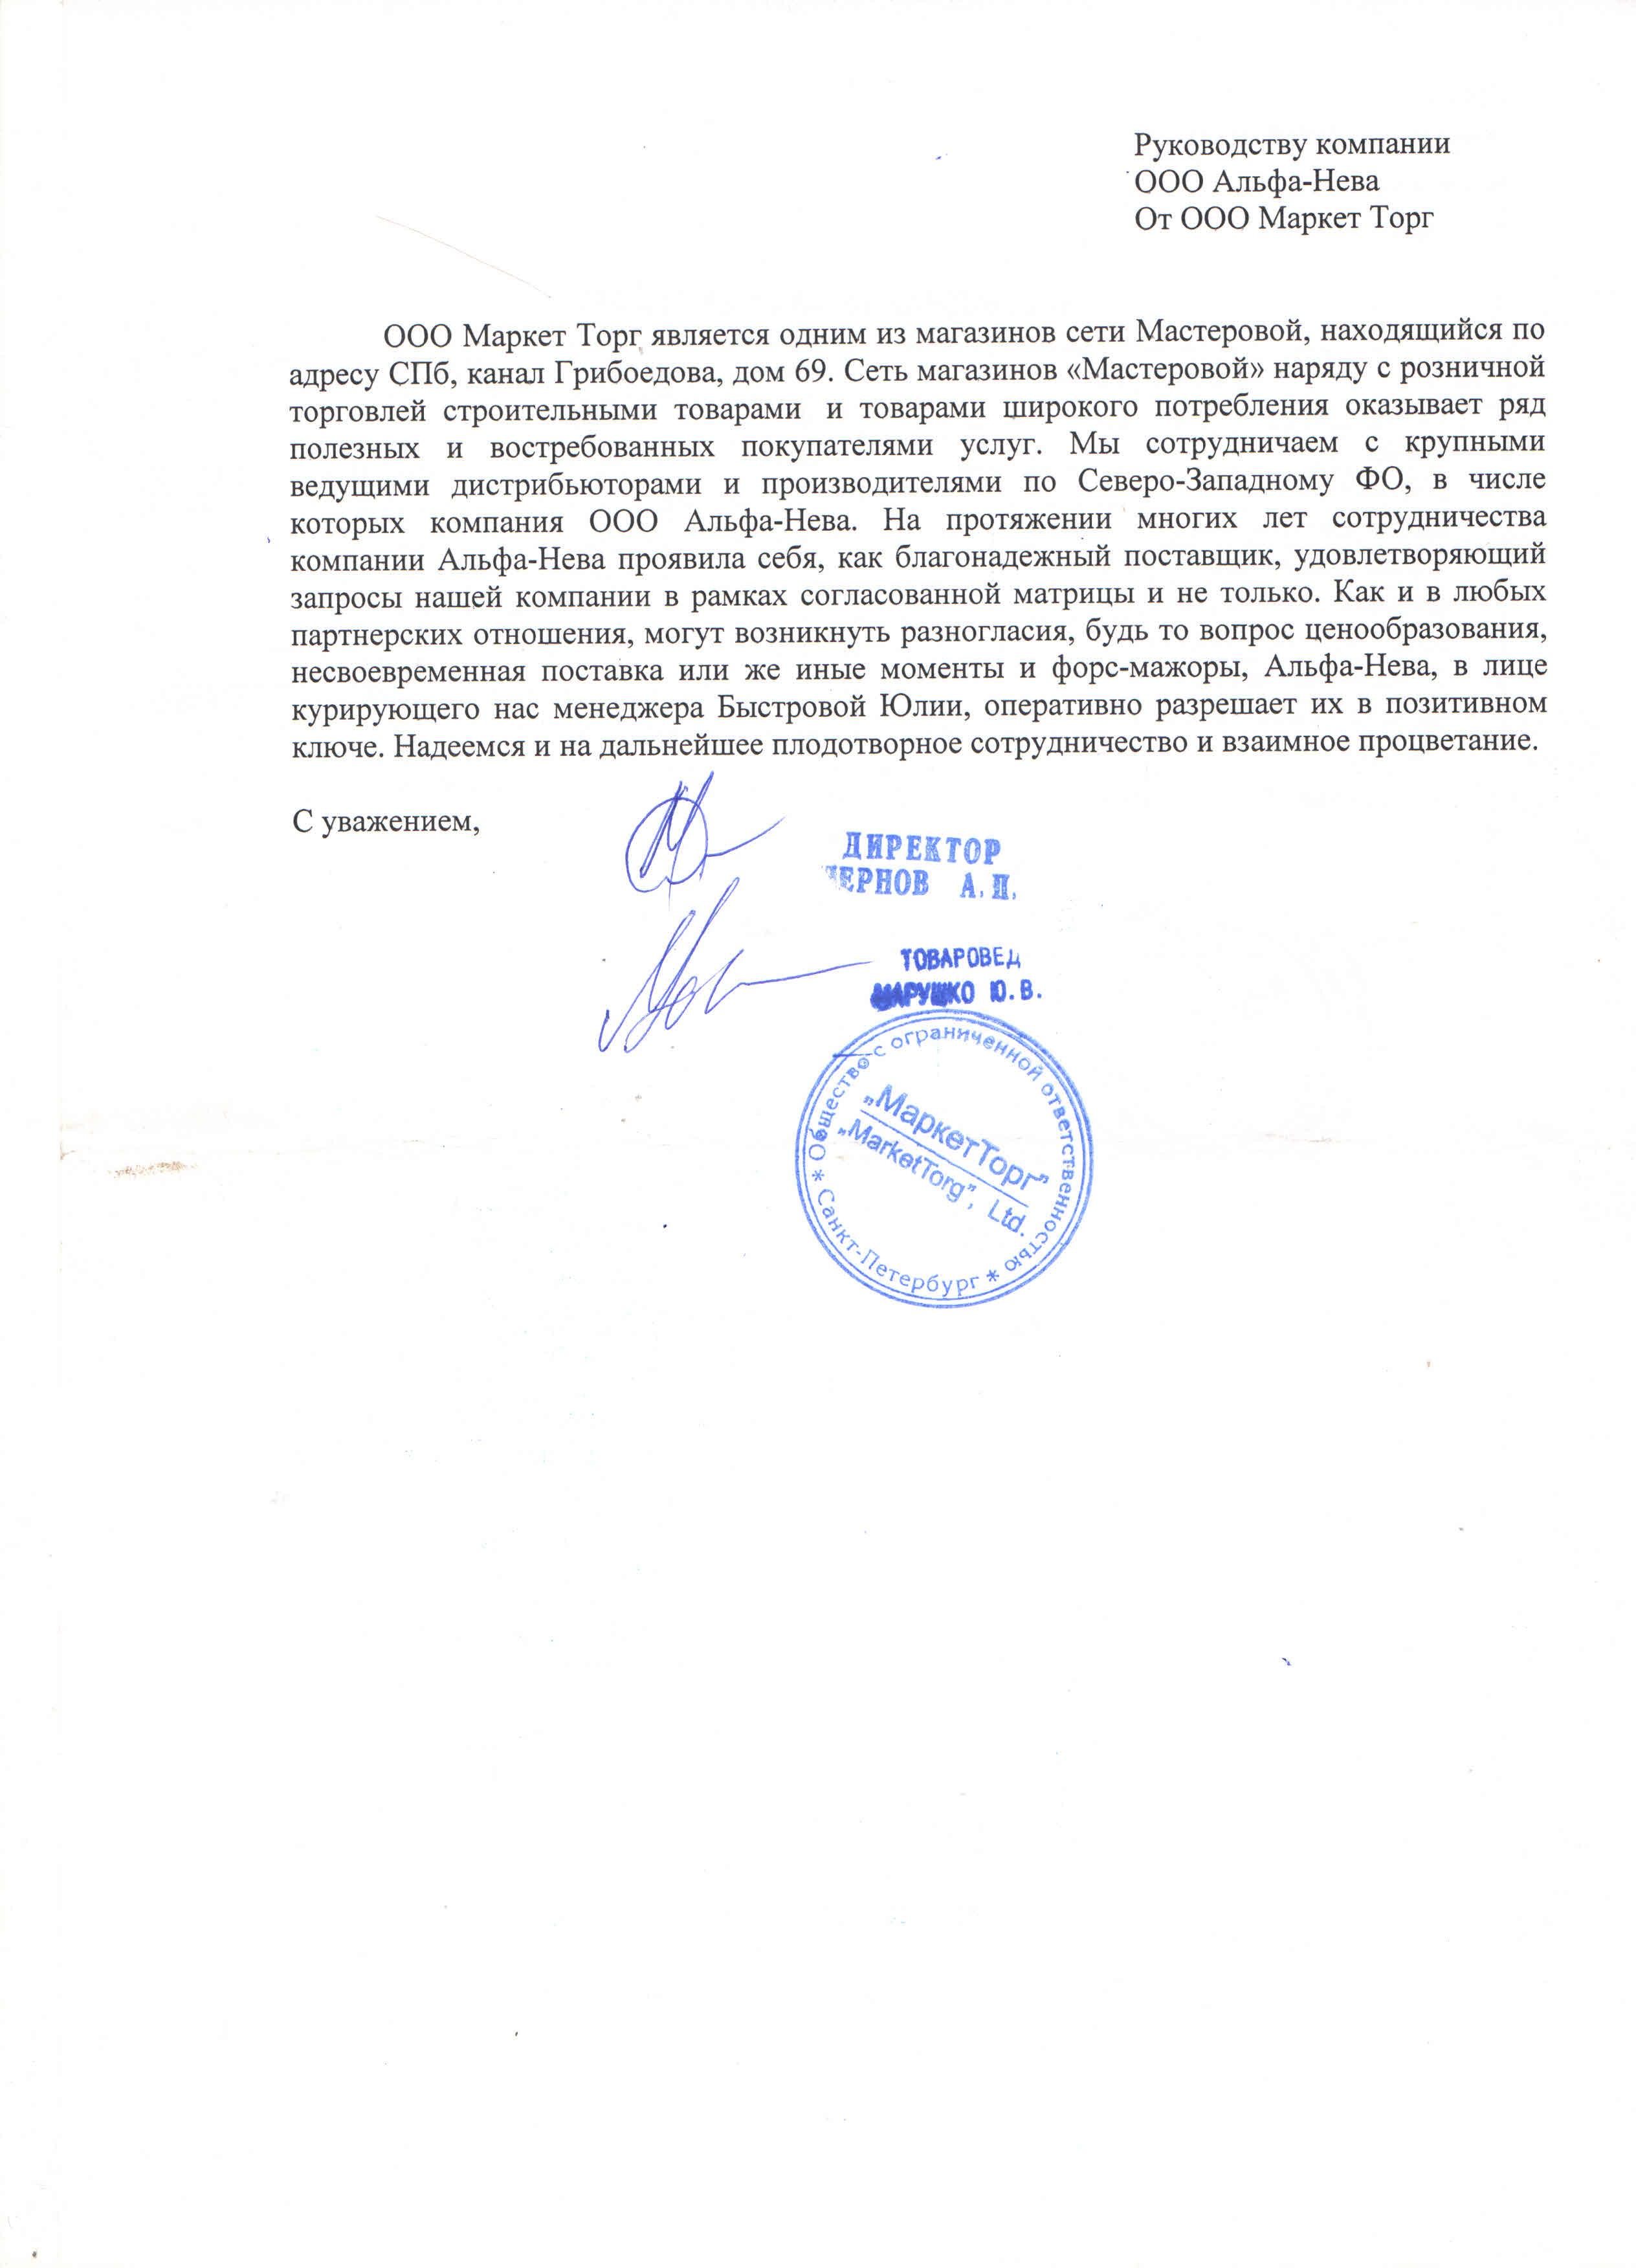 Руководству компании
ООО Альфа-Нева
От ООО Маркет Торг
ООО Маркет Торг является одним из магазинов сети Мастеровой, находящийся по
адресу СПб, канал Грибоедова, дом 69. Сеть магазинов «Мастеровой» наряду с розничной
торговлей строительными товарами и товарами широкого потребления оказывает ряд
полезных и востребованных покупателями услуг. Мы сотрудничаем с крупными
ведущими дистрибьюторами и производителями по Северо-Западному ФО, в числе
которых компания ООО Альфа-Нева. На протяжении многих лет сотрудничества
компании Альфа-Нева проявила себя, как благонадежный поставщик, удовлетворяющий
запросы нашей компании в рамках согласованной матрицы и не только. Как и в любых
партнерских отношения, могут возникнуть разногласия, будь то вопрос ценообразования,
несвоевременная поставка или же иные моменты и форс-мажоры, Альфа-Нева, в лице
курирующего нас менеджера Быстровой Юлии, оперативно разрешает их в позитивном
ключе. Надеемся и на дальнейшее плодотворное сотрудничество и взаимное процветание.
С уважением,
ДИРЕКТОР
А.П.
ТОВАРОВЕД
Ю.В.
Общество с ограниченной ответственностью
„МаркетТорг”
„MarketTorg”, Ltd.
* Санкт-Петербург *